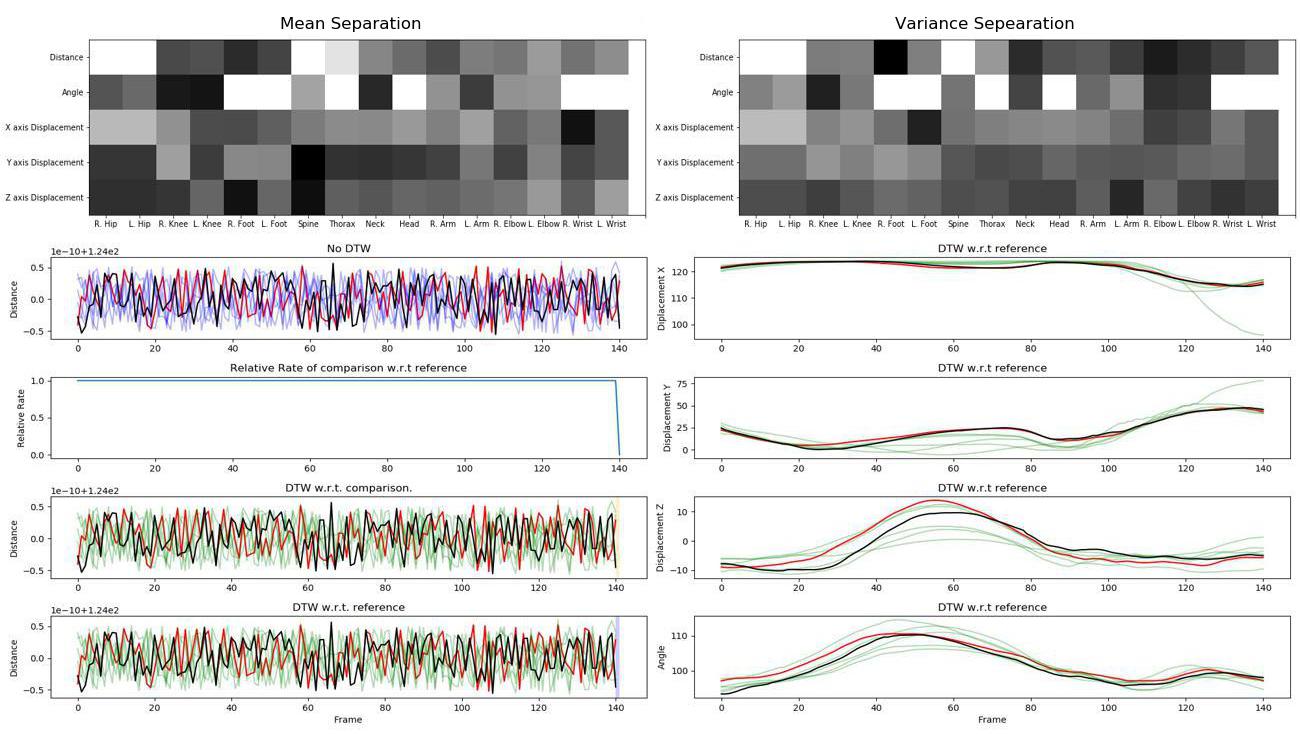 Mean Separation
Distance
Angle
X axis Displacement
Y axis Displacement
Z axis Displacement
R. Hip L. Hip R. Knee L. Knee R. Foot L. Foot Spine Thorax Neck Head R. Arm L. Arm R. Elbow L. Elbow R. Wrist L. Wrist
Variance Sepearation
Distance
Angle
X axis Displacement
Y axis Displacement
Z axis Displacement
R. Hip L. Hip R. Knee L. Knee R. Foot Spine Thorax Neck Head R. Arm L. Arm R. Elbow L. Elbow R. Wrist L. Wrist
No DTW
1e−10+1.24e2
Distance
0.5
0.0
−0.5
0 20 40 60 80 100 120 140
DTW w.r.t reference
Diplacement X
120
110
100
0 20 40 60 80 100 120 140
Relative Rate of comparison w.r.t reference
Relative Rate
1.0
0.5
0.0
0 20 40 60 80 100 120 140
DTW w.r.t reference
Displacement Y
75
50
25
0
0 20 40 60 80 100 120 140
DTW w.r.t. comparison.
1e−10+1.24e2
Distance
0.5
0.0
−0.5
0 20 40 60 80 100 120 140
DTW w.r.t reference
Displacement Z
10
0
−10
0 20 40 60 80 100 120 140
DTW w.r.t. reference
1e−10+1.24e2
Distance
0.5
0.0
−0.5
0 20 40 60 80 100 120 140
Frame
DTW w.r.t reference
Angle
110
100
0 20 40 60 80 100 120 140
Frame